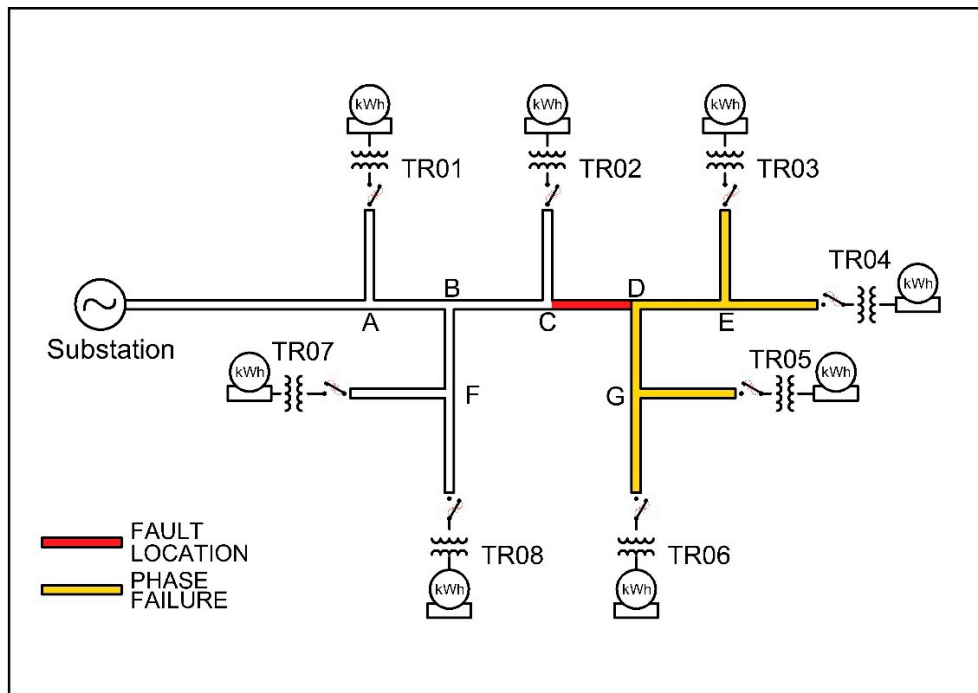 kWh
kWh
kWh
TR01
TR02
TR03
TR04
kWh
B
D
A
C
E
Substation
TR07
TR05
kWh
kWh
F
G
FAULT
LOCATION
TR08
TR06
PHASE
FAILURE
kWh
kWh